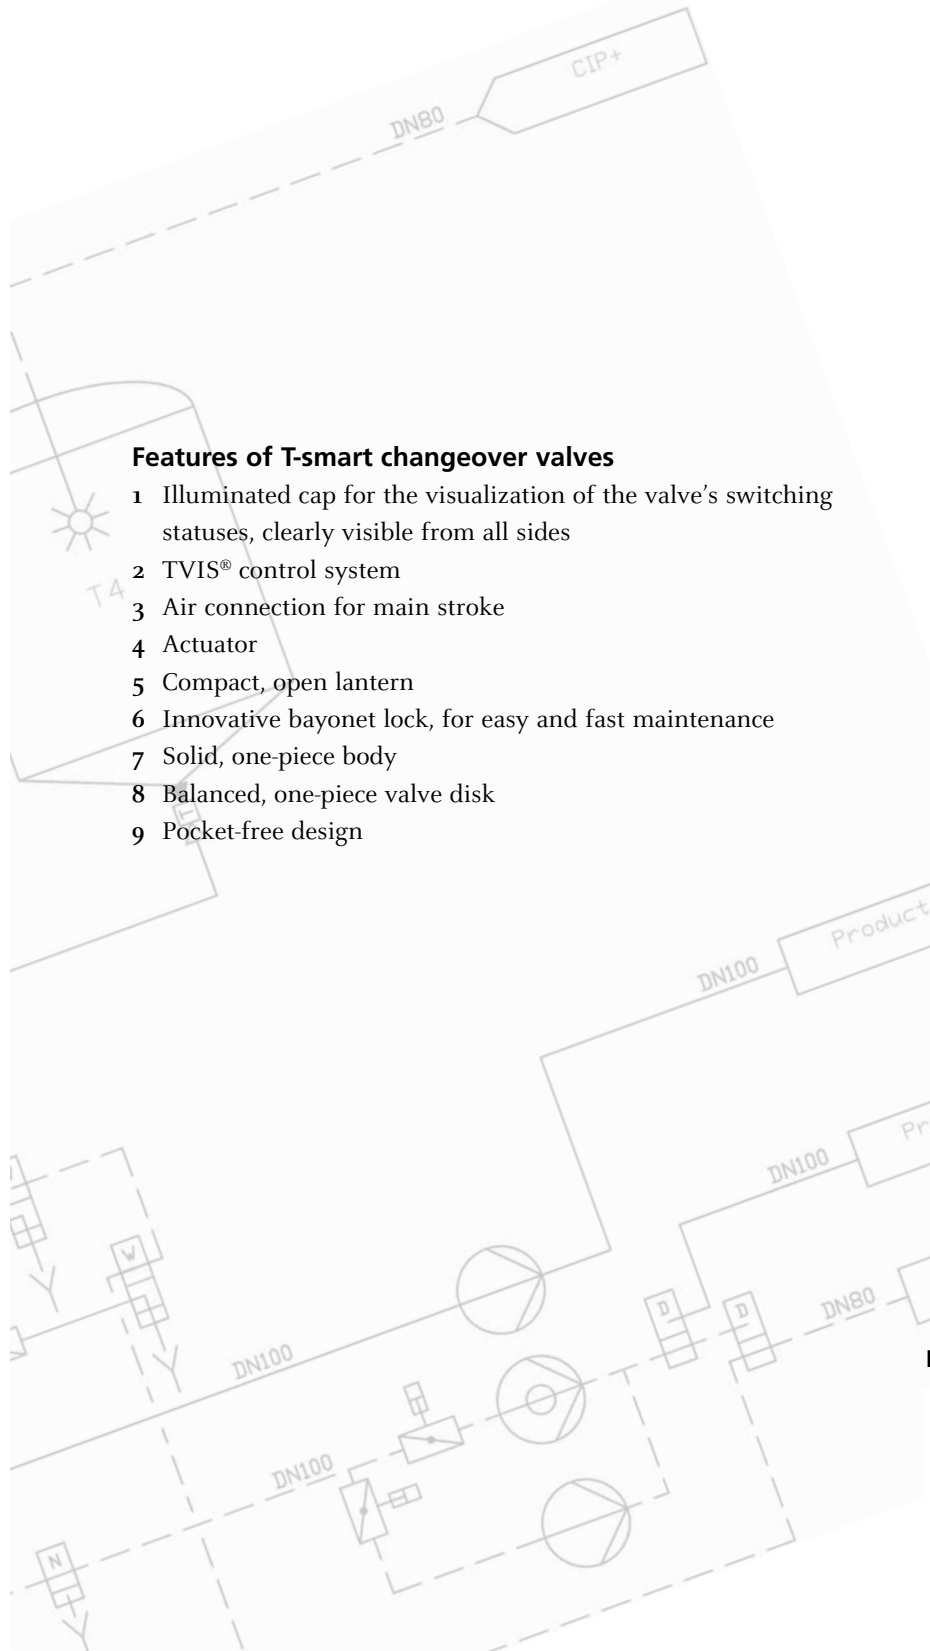 CIP+
DN80
Features of T-smart changeover valves
1 Illuminated cap for the visualization of the valve’s switching
statuses, clearly visible from all sides
2 TVIS® control system
T4
3 Air connection for main stroke
4 Actuator
5 Compact, open lantern
6 Innovative bayonet lock, for easy and fast maintenance
7 Solid, one-piece body
8 Balanced, one-piece valve disk
T
9 Pocket-free design
Product
DN100
Pr
DN100
W
D
D
DN80
DN100
DN100
N